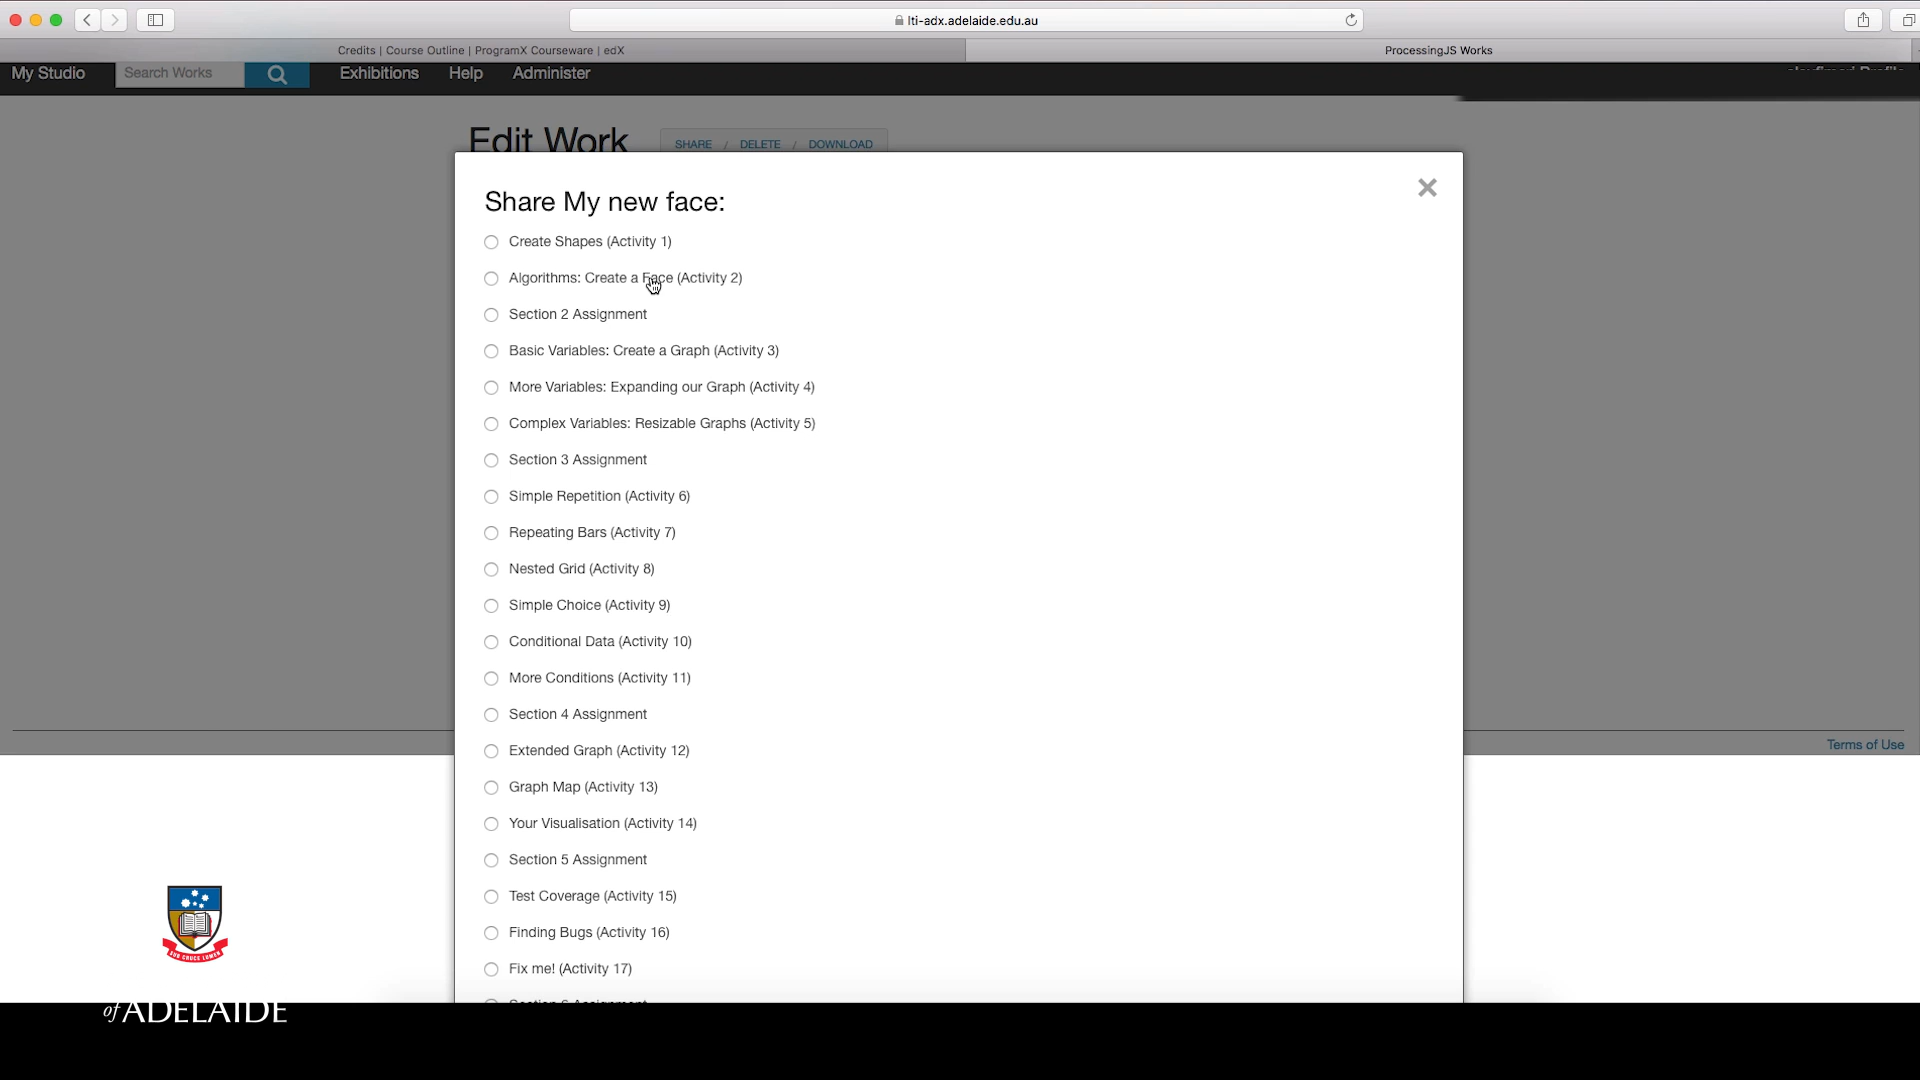 lti-adx.adelaide.edu.au
Credits | Course Outline | ProgramX Courseware | edX
ProcessingJS Works
My Studio Search Works Exhibitions Help Administer
Edit Work SHARE / DELETE / DOWNLOAD
Share My new face:
Create Shapes (Activity 1)
Algorithms: Create a Face (Activity 2)
Section 2 Assignment
Basic Variables: Create a Graph (Activity 3)
More Variables: Expanding our Graph (Activity 4)
Complex Variables: Resizable Graphs (Activity 5)
Section 3 Assignment
Simple Repetition (Activity 6)
Repeating Bars (Activity 7)
Nested Grid (Activity 8)
Simple Choice (Activity 9)
Conditional Data (Activity 10)
More Conditions (Activity 11)
Section 4 Assignment
Extended Graph (Activity 12)
Graph Map (Activity 13)
Your Visualisation (Activity 14)
Section 5 Assignment
Test Coverage (Activity 15)
Finding Bugs (Activity 16)
Fix me! (Activity 17)
Terms of Use
SUB CRUCE LUMEN
of ADELAIDE